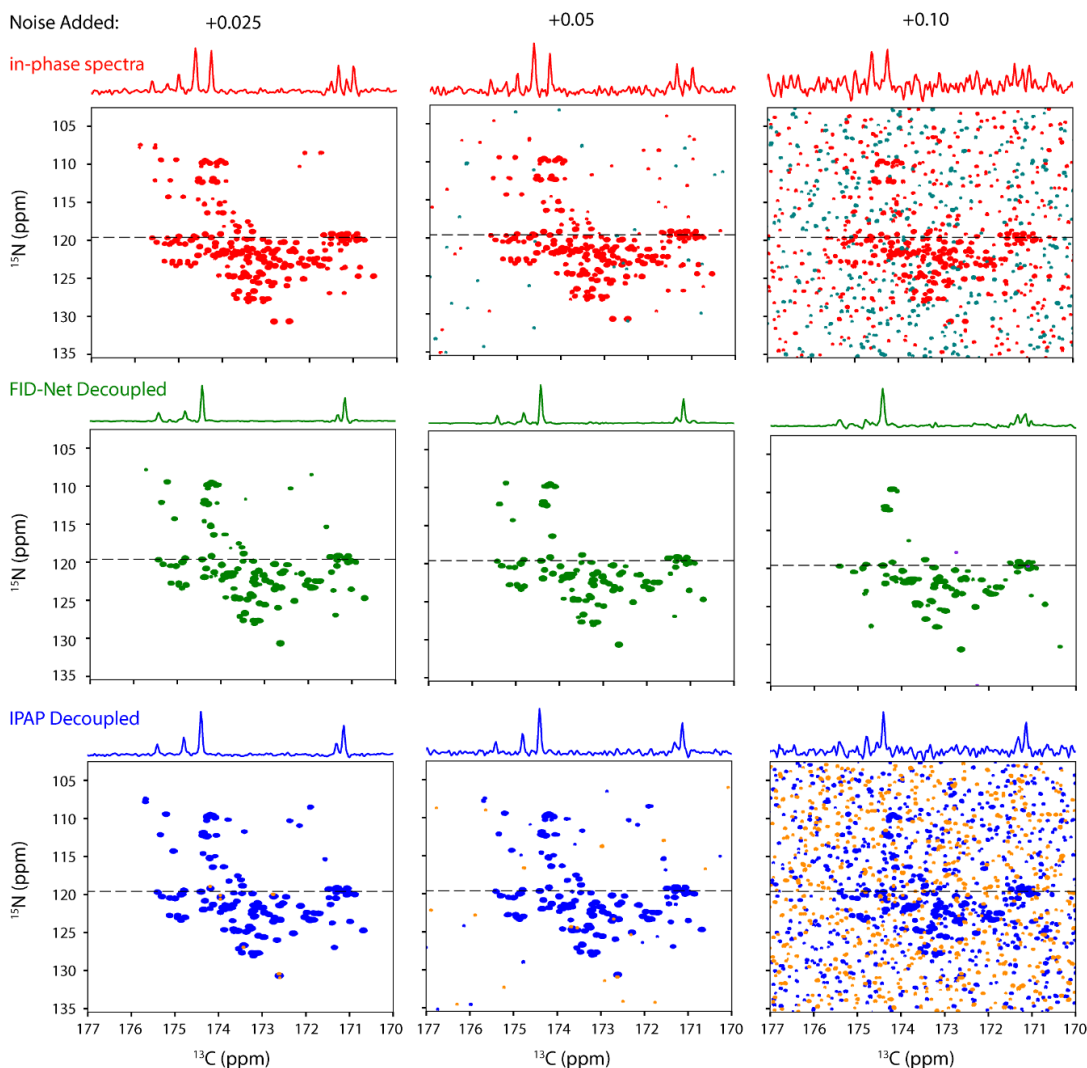 Noise Added: +0.025 +0.05 +0.10
in-phase spectra
105
110
115
120
125
130
135
¹⁵N (ppm)
FID-Net Decoupled
105
110
115
120
125
130
135
¹⁵N (ppm)
IPAP Decoupled
105
110
115
120
125
130
135
¹⁵N (ppm)
177 176 175 174 173 172 171 170
177 176 175 174 173 172 171 170
177 176 175 174 173 172 171 170
¹³C (ppm) ¹³C (ppm) ¹³C (ppm)